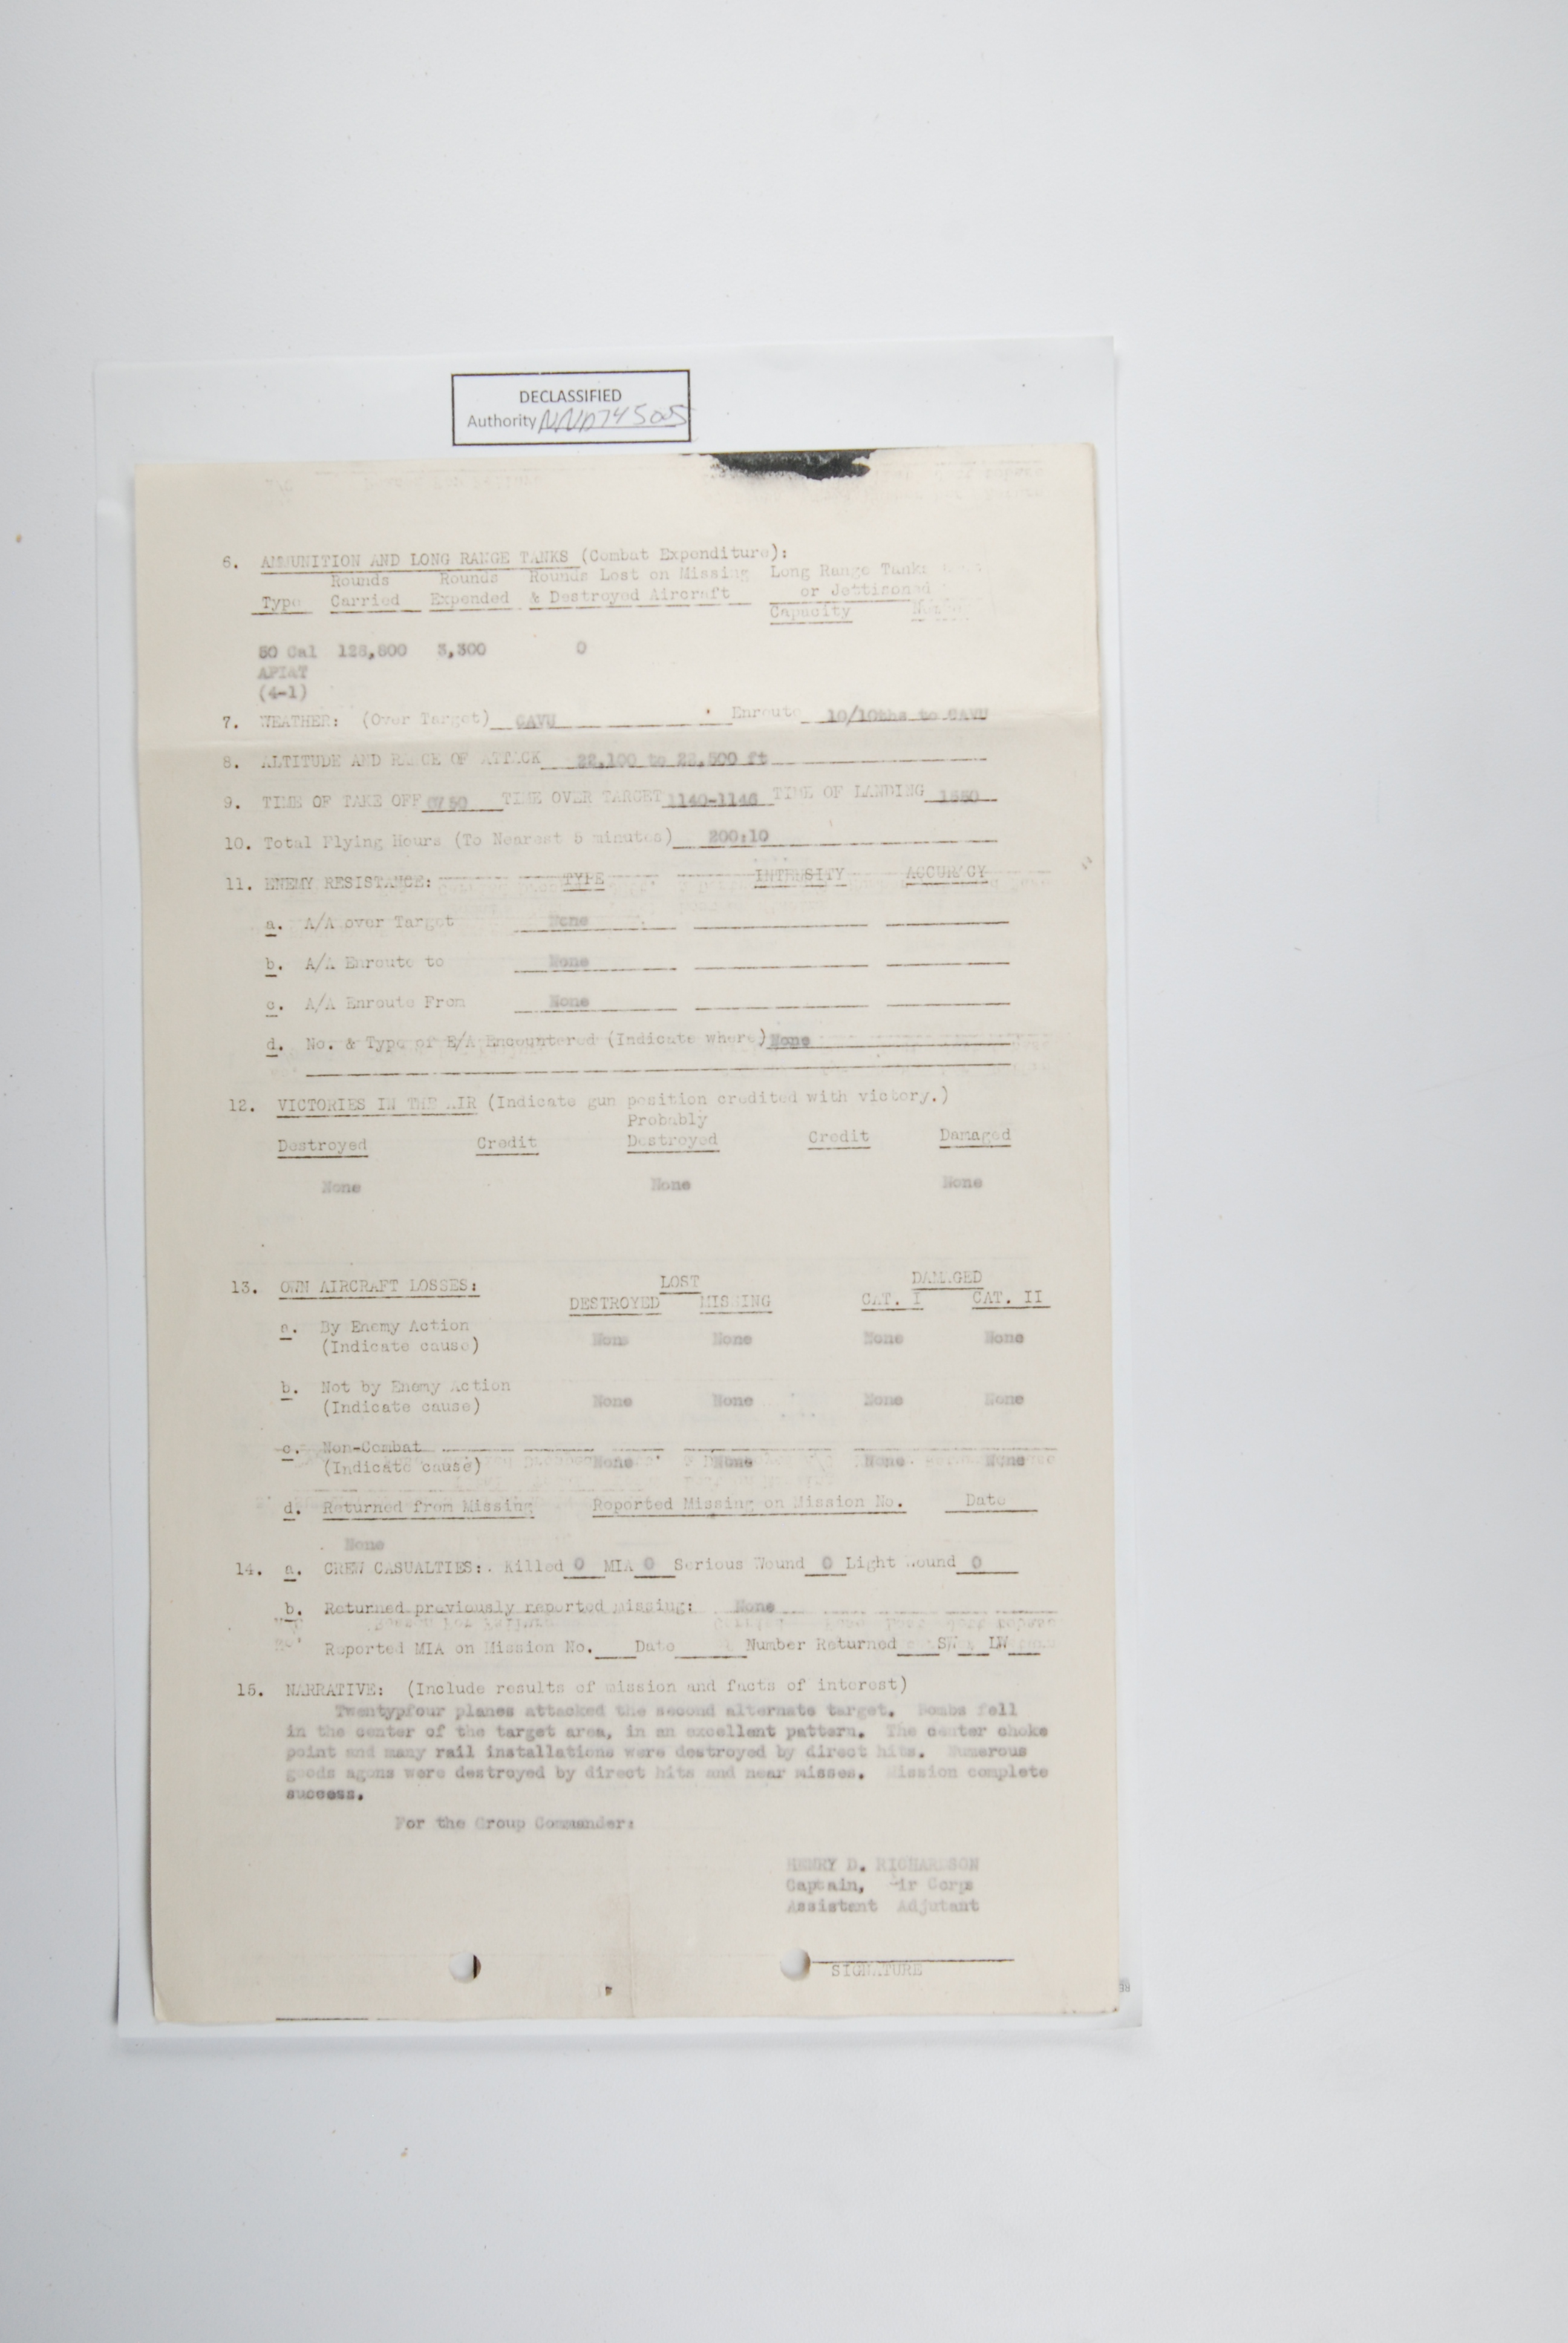 DECLASSIFIED
Authority NND745005
6. AMMUNITION AND LONG RANGE TANKS (Combat Expenditure):
Rounds Rounds Rounds Lost on Missing Long Range Tanks
Type Carried Expended & Destroyed Aircraft or Jettisoned
Capacity
50 Cal 128,800 3,300 0
API&T
(4-1)
7. WEATHER: (Over Target) CAVU Enroute 10/10ths to CAVU
8. ALTITUDE AND RANGE OF ATTACK 22,100 to ft
9. TIME OF TAKE OFF 0750 TIME OVER TARGET 1140-1146 TIME OF LANDING
10. Total Flying Hours (To Nearest 5 minutes) 200:10
11. ENEMY RESISTANCE: TYPE INTENSITY ACCURACY
a. A/A over Target None
b. A/A Enroute to None
c. A/A Enroute From None
d. No. & Type of E/A Encountered (Indicate where) None
12. VICTORIES IN THE AIR (Indicate gun position credited with victory.)
Probably
Destroyed Credit Destroyed Credit Damaged
None None None
13. OWN AIRCRAFT LOSSES: LOST DAMAGED
DESTROYED MISSING CAT. I CAT. II
a. By Enemy Action None None None None
(Indicate cause)
b. Not by Enemy Action
(Indicate cause) None None None None
c. Non-Combat
(Indicate cause) None None None None
d. Returned from Missing Reported Missing on Mission No. Date
None
14. a. CREW CASUALTIES: Killed 0 MIA 0 Serious Wound 0 Light Wound 0
b. Returned previously reported missing: None
Reported MIA on Mission No. Date Number Returned SW LW
15. NARRATIVE: (Include results of mission and facts of interest)
Twentypfour planes attacked the second alternate target. Bombs fell
in the center of the target area, in an excellent pattern. The center choke
point and many rail installations were destroyed by direct hits. Numerous
goods agons were destroyed by direct hits and near misses. Mission complete
success.
For the Group Commander:
HENRY D. RICHARDSON
Captain, Air Corps
Assistant Adjutant
SIGNATURE